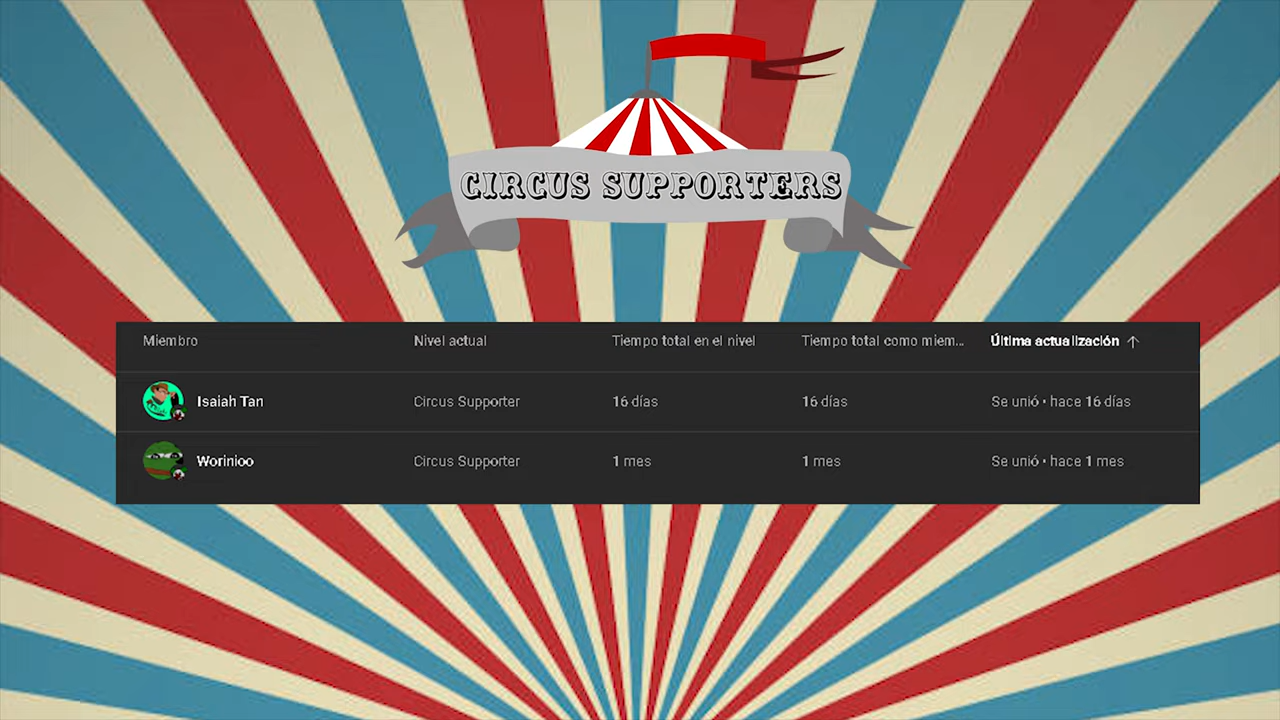 CIRCUS SUPPORTERS
Miembro Nivel actual Tiempo total en el nivel Tiempo total como miem... Última actualización ↑
Isaiah Tan Circus Supporter 16 días 16 días Se unió • hace 16 días
Worinioo Circus Supporter 1 mes 1 mes Se unió • hace 1 mes